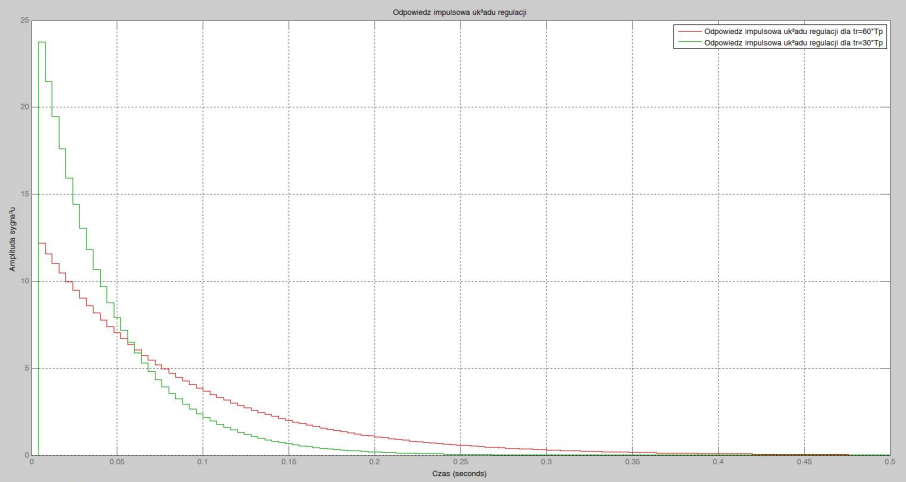 Odpowiedz impulsowa ukªadu regulacji
25
Odpowiedz impulsowa ukªadu regulacji dla tr=60*Tp
Odpowiedz impulsowa ukªadu regulacji dla tr=30*Tp
20
15
Amplituda sygna³u
10
5
0
0 0.05 0.1 0.15 0.2 0.25 0.3 0.35 0.4 0.45 0.5
Czas (seconds)